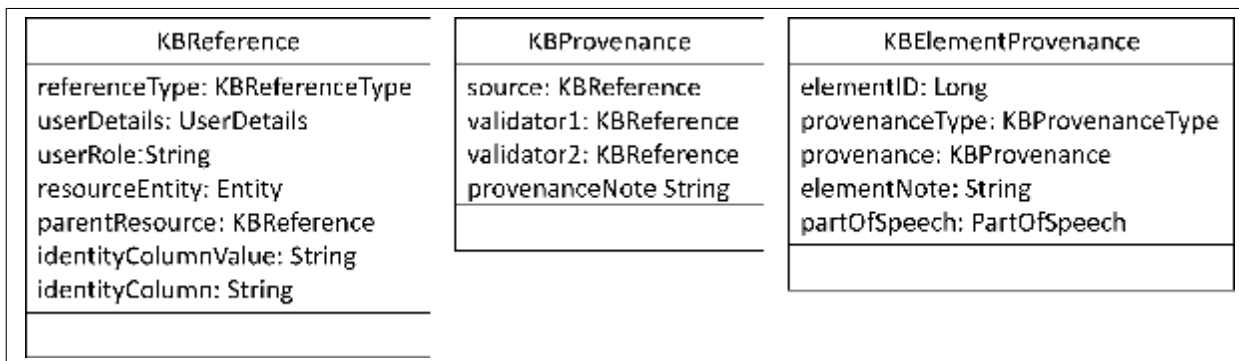 KBReference
referenceType: KBReferenceType
userDetails: UserDetails
userRole:String
resourceEntity: Entity
parentResource: KBReference
identityColumnValue: String
identityColumn: String
KBProvenance
source: KBReference
validator1: KBReference
validator2: KBReference
provenanceNote String
KBElementProvenance
elementID: Long
provenanceType: KBProvenanceType
provenance: KBProvenance
elementNote: String
partOfSpeech: PartOfSpeech